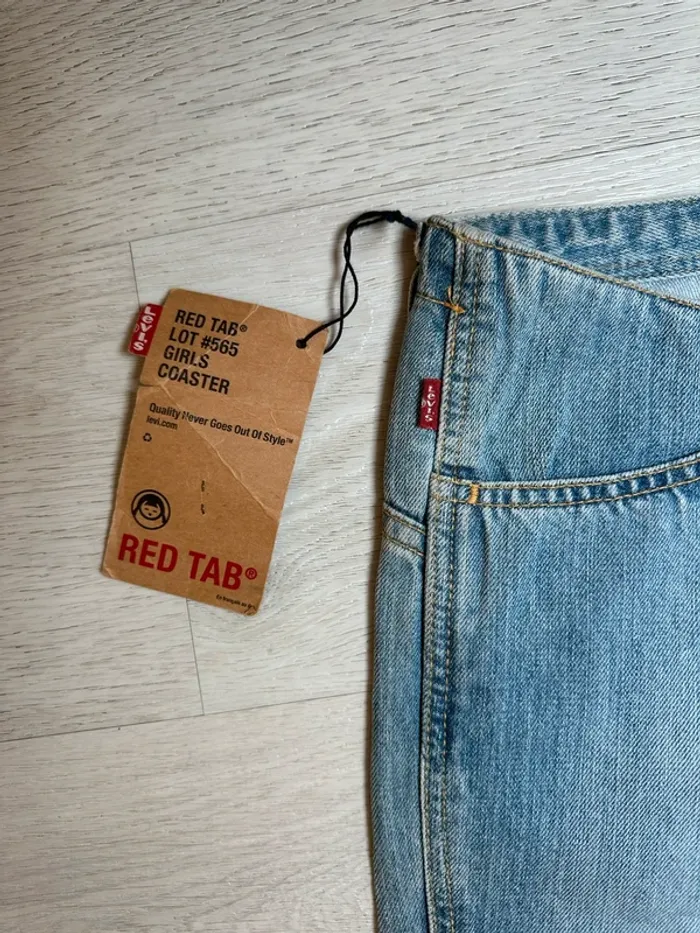 Levi's
RED TAB®
LOT #565
GIRLS
COASTER
Quality Never Goes Out Of Style™
levi.com
RED TAB®
Levi's